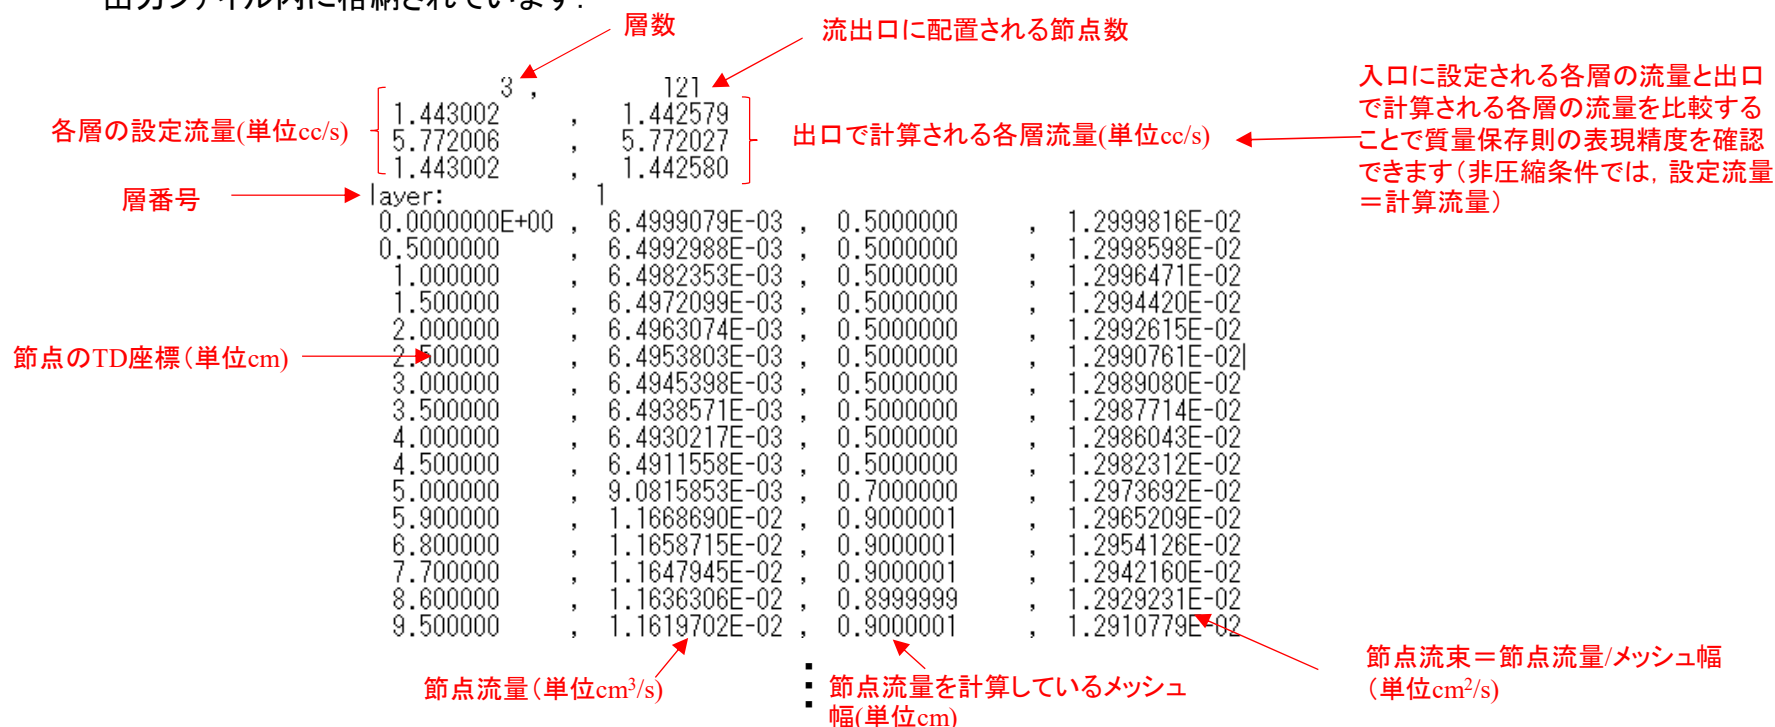 出力ファイル内に格納されています.
層数
流出口に配置される節点数
3 , 121
各層の設定流量(単位cc/s)
1.443002 , 1.442579
5.772006 , 5.772027
1.443002 , 1.442580
出口で計算される各層流量(単位cc/s)
入口に設定される各層の流量と出口
で計算される各層の流量を比較する
ことで質量保存則の表現精度を確認
できます(非圧縮条件では, 設定流量
=計算流量)
層番号
layer: 1
0.0000000E+00 , 6.4999079E-03 , 0.5000000 , 1.2999816E-02
0.5000000 , 6.4992988E-03 , 0.5000000 , 1.2998598E-02
1.000000 , 6.4982353E-03 , 0.5000000 , 1.2996471E-02
1.500000 , 6.4972099E-03 , 0.5000000 , 1.2994420E-02
2.000000 , 6.4963074E-03 , 0.5000000 , 1.2992615E-02
節点のTD座標(単位cm)
2.500000 , 6.4953803E-03 , 0.5000000 , 1.2990761E-02
3.000000 , 6.4945398E-03 , 0.5000000 , 1.2989080E-02
3.500000 , 6.4938571E-03 , 0.5000000 , 1.2987714E-02
4.000000 , 6.4930217E-03 , 0.5000000 , 1.2986043E-02
4.500000 , 6.4911558E-03 , 0.5000000 , 1.2982312E-02
5.000000 , 9.0815853E-03 , 0.7000000 , 1.2973692E-02
5.900000 , 1.1668690E-02 , 0.9000001 , 1.2965209E-02
6.800000 , 1.1658715E-02 , 0.9000001 , 1.2954126E-02
7.700000 , 1.1647945E-02 , 0.9000001 , 1.2942160E-02
8.600000 , 1.1636306E-02 , 0.8999999 , 1.2929231E-02
9.500000 , 1.1619702E-02 , 0.9000001 , 1.2910779E-02
節点流量(単位cm³/s)
節点流量を計算しているメッシュ
幅(単位cm)
節点流束=節点流量/メッシュ幅
(単位cm²/s)